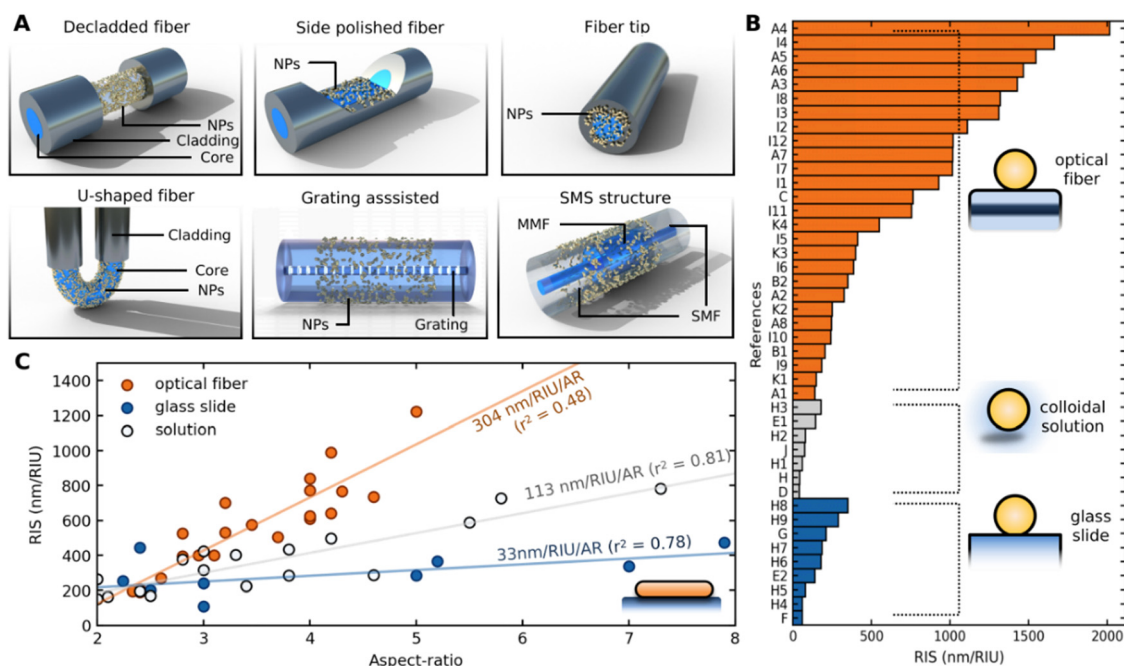 A
Decladded fiber
NPs
Cladding
Core
Side polished fiber
NPs
Fiber tip
NPs
U-shaped fiber
Cladding
Core
NPs
Grating asssisted
NPs
Grating
SMS structure
MMF
SMF
B
References
A4
I4
A5
A6
A3
I8
I3
I2
I12
A7
I7
I1
C
I11
K4
I5
K3
I6
B2
A2
K2
A8
I10
B1
I9
K1
A1
H3
E1
H2
J
H1
H
D
H8
H9
G
H7
H6
E2
H5
H4
F
optical
fiber
colloidal
solution
glass
slide
0 500 1000 1500 2000
RIS (nm/RIU)
C
RIS (nm/RIU)
1400
1200
1000
800
600
400
200
0
optical fiber
glass slide
solution
304 nm/RIU/AR
(r² = 0.48)
113 nm/RIU/AR (r² = 0.81)
33nm/RIU/AR (r² = 0.78)
2 3 4 5 6 7 8
Aspect-ratio